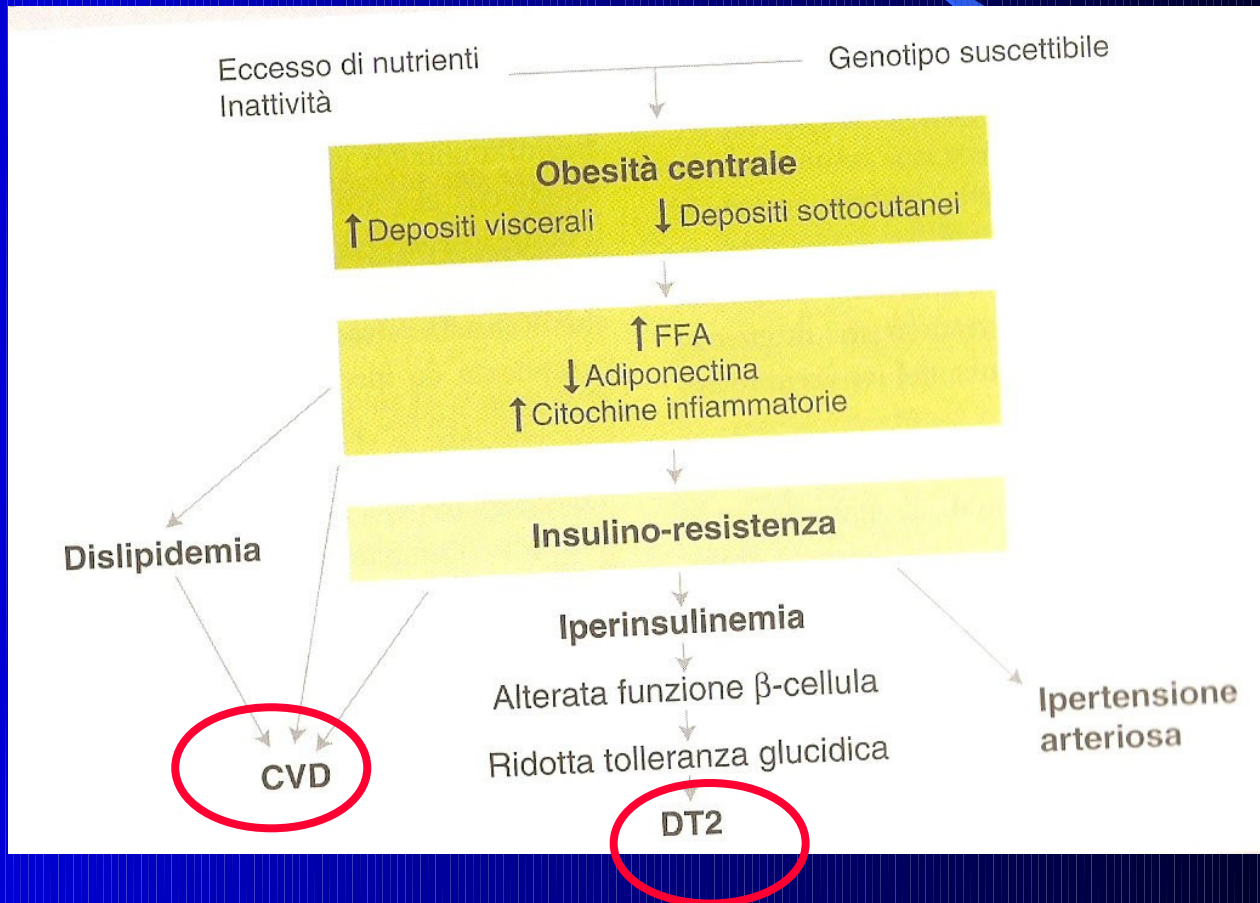 Eccesso di nutrienti
Inattività
Genotipo suscettibile
Obesità centrale
↑ Depositi viscerali ↓ Depositi sottocutanei
↑ FFA
↓ Adiponectina
↑ Citochine infiammatorie
Dislipidemia
Insulino-resistenza
Iperinsulinemia
Alterata funzione β-cellula
Ridotta tolleranza glucidica
DT2
CVD
Ipertensione
arteriosa